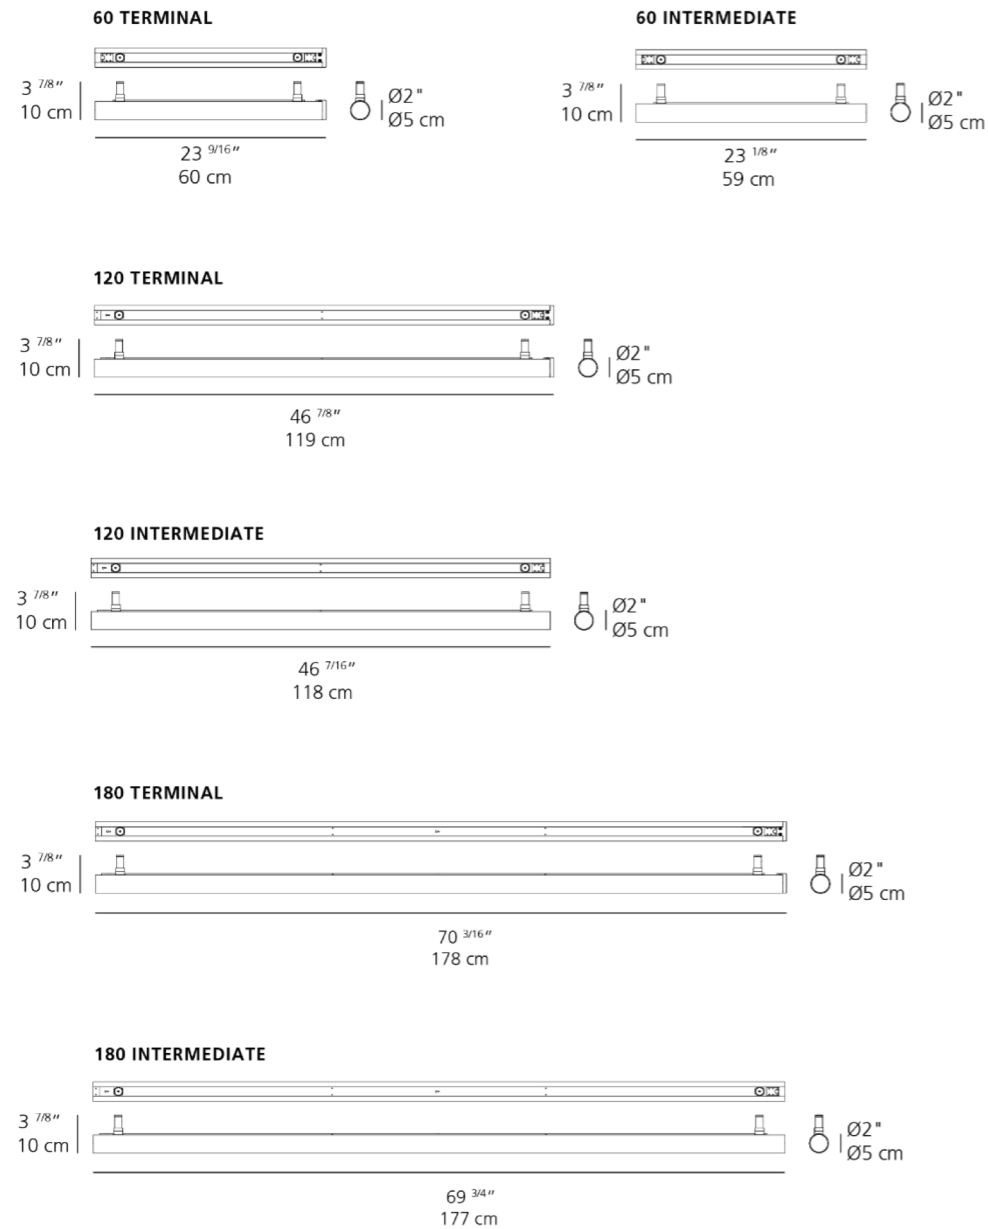 60 TERMINAL
3 7/8"
10 cm
Ø2"
Ø5 cm
23 9/16"
60 cm
60 INTERMEDIATE
3 7/8"
10 cm
Ø2"
Ø5 cm
23 1/8"
59 cm
120 TERMINAL
3 7/8"
10 cm
Ø2"
Ø5 cm
46 7/8"
119 cm
120 INTERMEDIATE
3 7/8"
10 cm
Ø2"
Ø5 cm
46 7/16"
118 cm
180 TERMINAL
3 7/8"
10 cm
Ø2"
Ø5 cm
70 3/16"
178 cm
180 INTERMEDIATE
3 7/8"
10 cm
Ø2"
Ø5 cm
69 3/4"
177 cm